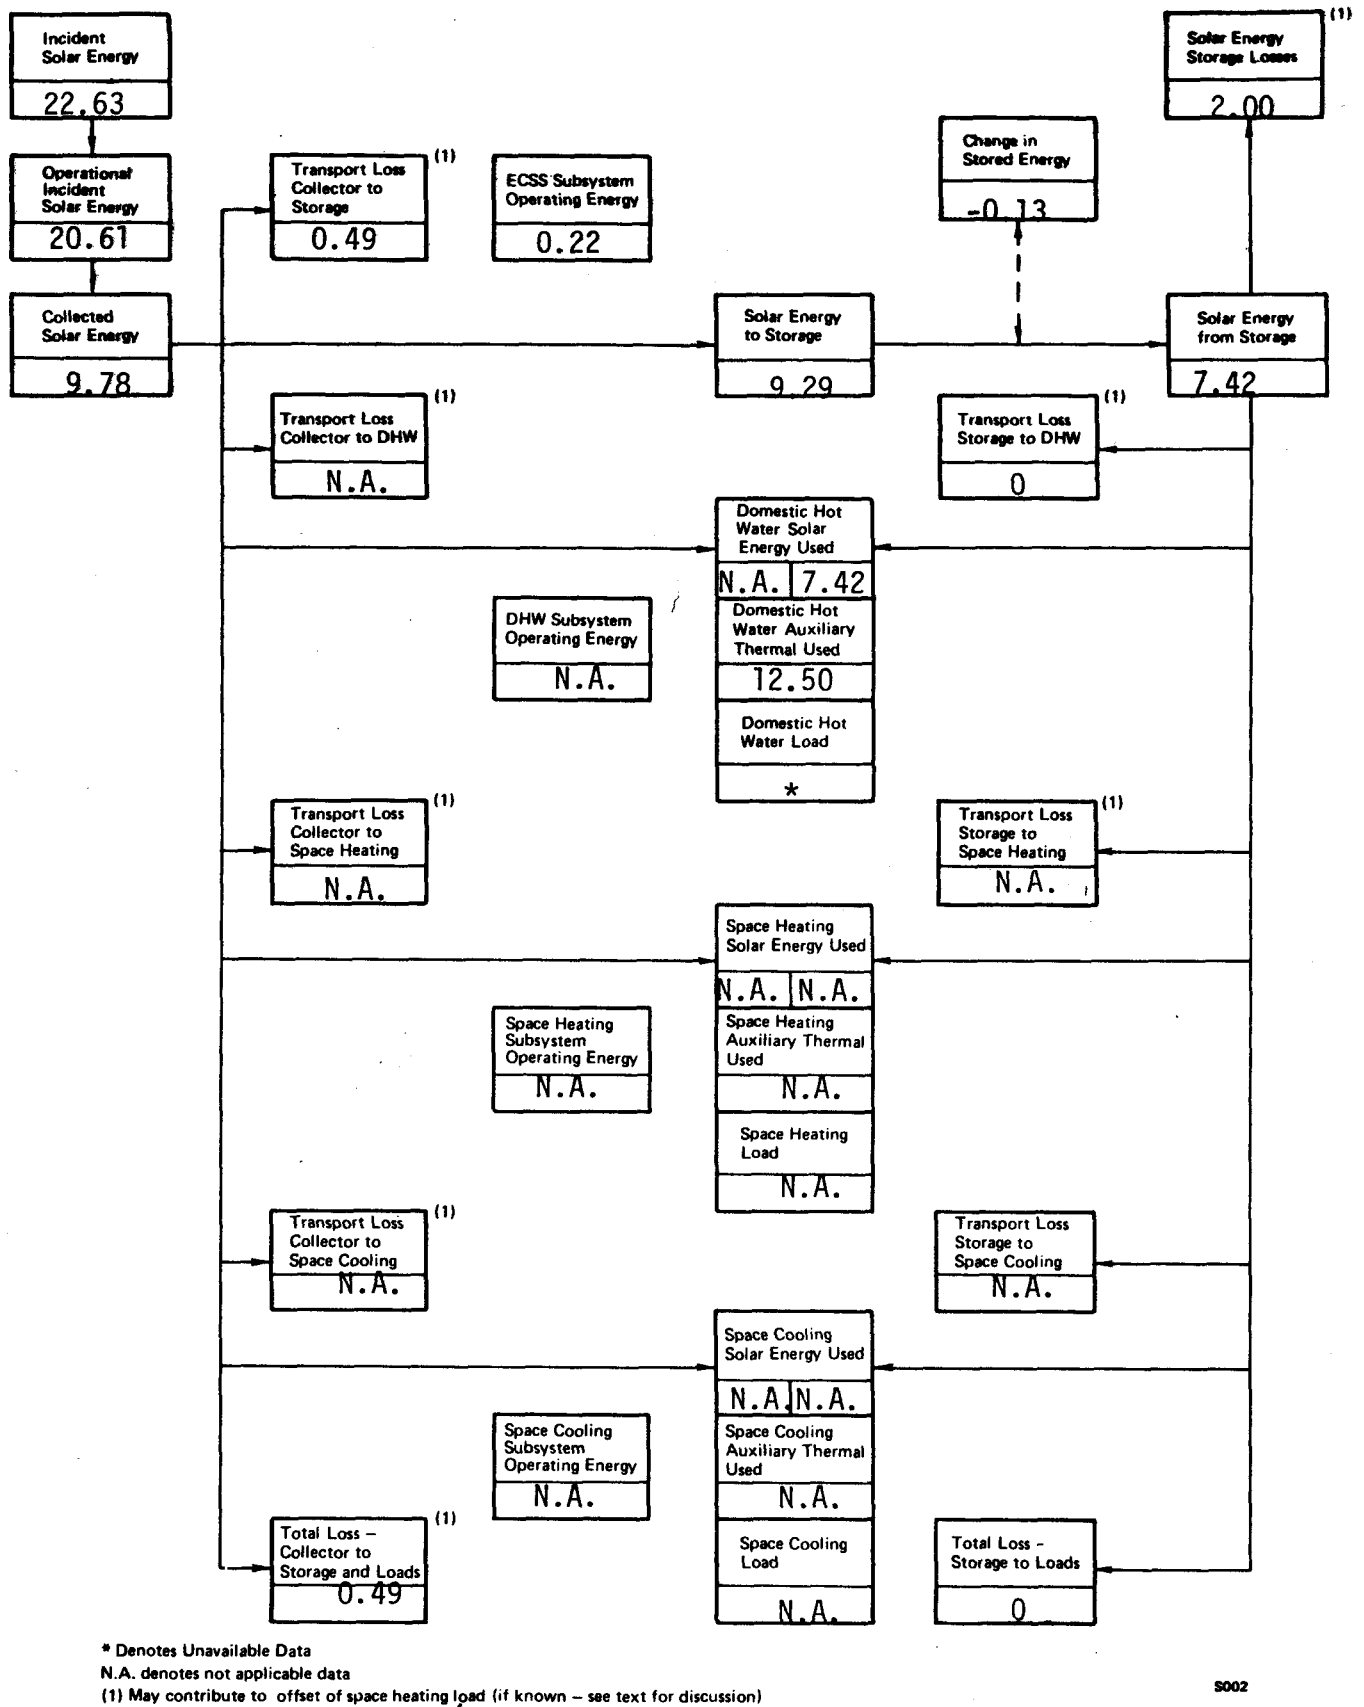 Incident
Solar Energy
22.63
(1)
Solar Energy
Storage Losses
2.00
Operational
Incident
Solar Energy
20.61
(1)
Transport Loss
Collector to
Storage
0.49
ECSS Subsystem
Operating Energy
0.22
Change in
Stored Energy
-0.13
Collected
Solar Energy
9.78
Solar Energy
to Storage
9.29
Solar Energy
from Storage
7.42
(1)
Transport Loss
Collector to DHW
N.A.
(1)
Transport Loss
Storage to DHW
0
Domestic Hot
Water Solar
Energy Used
N.A. 7.42
DHW Subsystem
Operating Energy
N.A.
Domestic Hot
Water Auxiliary
Thermal Used
12.50
Domestic Hot
Water Load
*
(1)
Transport Loss
Collector to
Space Heating
N.A.
(1)
Transport Loss
Storage to
Space Heating
N.A.
Space Heating
Solar Energy Used
N.A. N.A.
Space Heating
Subsystem
Operating Energy
N.A.
Space Heating
Auxiliary Thermal
Used
N.A.
Space Heating
Load
N.A.
(1)
Transport Loss
Collector to
Space Cooling
N.A.
Transport Loss
Storage to
Space Cooling
N.A.
Space Cooling
Solar Energy Used
N.A. N.A.
Space Cooling
Subsystem
Operating Energy
N.A.
Space Cooling
Auxiliary Thermal
Used
N.A.
(1)
Total Loss –
Collector to
Storage and Loads
0.49
Space Cooling
Load
N.A.
Total Loss –
Storage to Loads
0
* Denotes Unavailable Data
N.A. denotes not applicable data
(1) May contribute to offset of space heating load (if known – see text for discussion)
S002